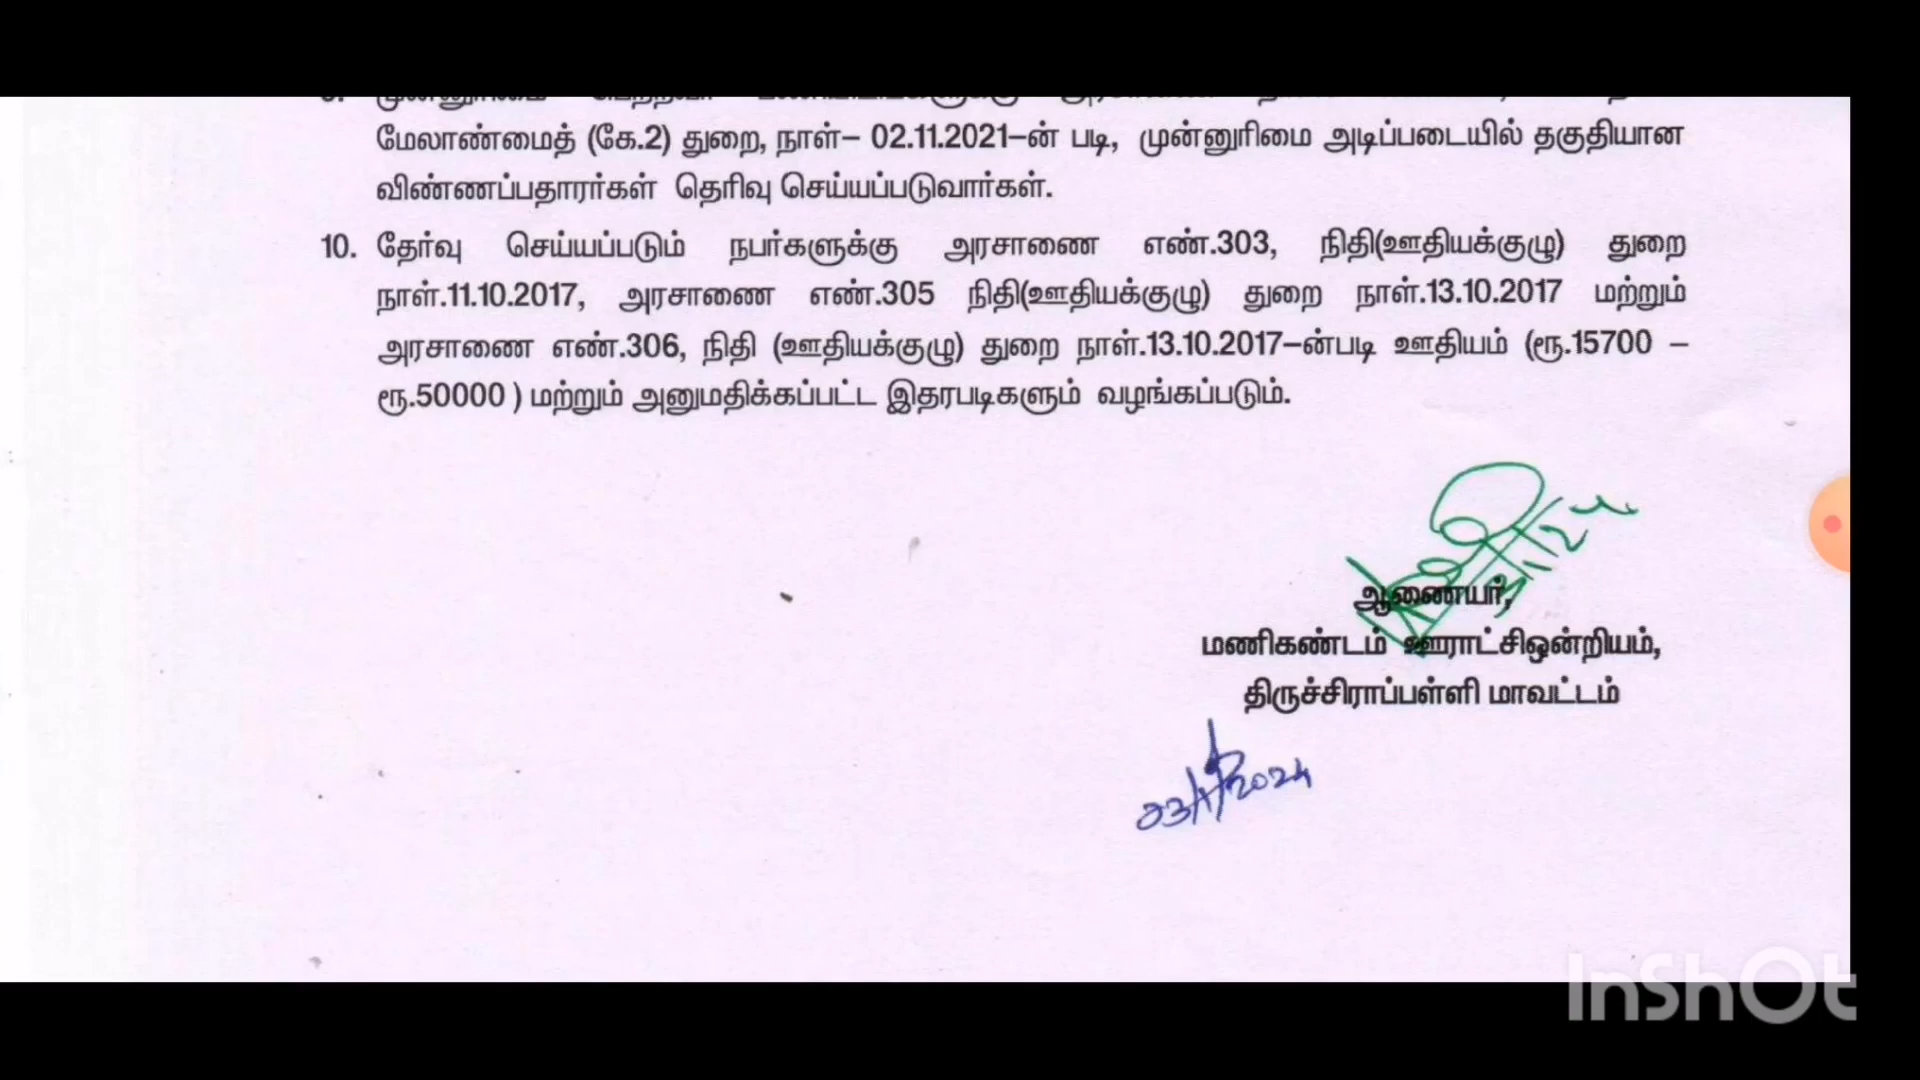 மேலாண்மைத் (கே.2) துறை, நாள்– 02.11.2021–ன் படி, முன்னுரிமை அடிப்படையில் தகுதியான
விண்ணப்பதாரர்கள் தெரிவு செய்யப்படுவார்கள்.
10. தேர்வு செய்யப்படும் நபர்களுக்கு அரசாணை எண்.303, நிதி(ஊதியக்குழு) துறை
நாள்.11.10.2017, அரசாணை எண்.305 நிதி(ஊதியக்குழு) துறை நாள்.13.10.2017 மற்றும்
அரசாணை எண்.306, நிதி (ஊதியக்குழு) துறை நாள்.13.10.2017–ன்படி ஊதியம் (ரூ.15700 –
ரூ.50000 ) மற்றும் அனுமதிக்கப்பட்ட இதரபடிகளும் வழங்கப்படும்.
ஆணையர்,
மணிகண்டம் ஊராட்சிஒன்றியம்,
திருச்சிராப்பள்ளி மாவட்டம்
InShOt